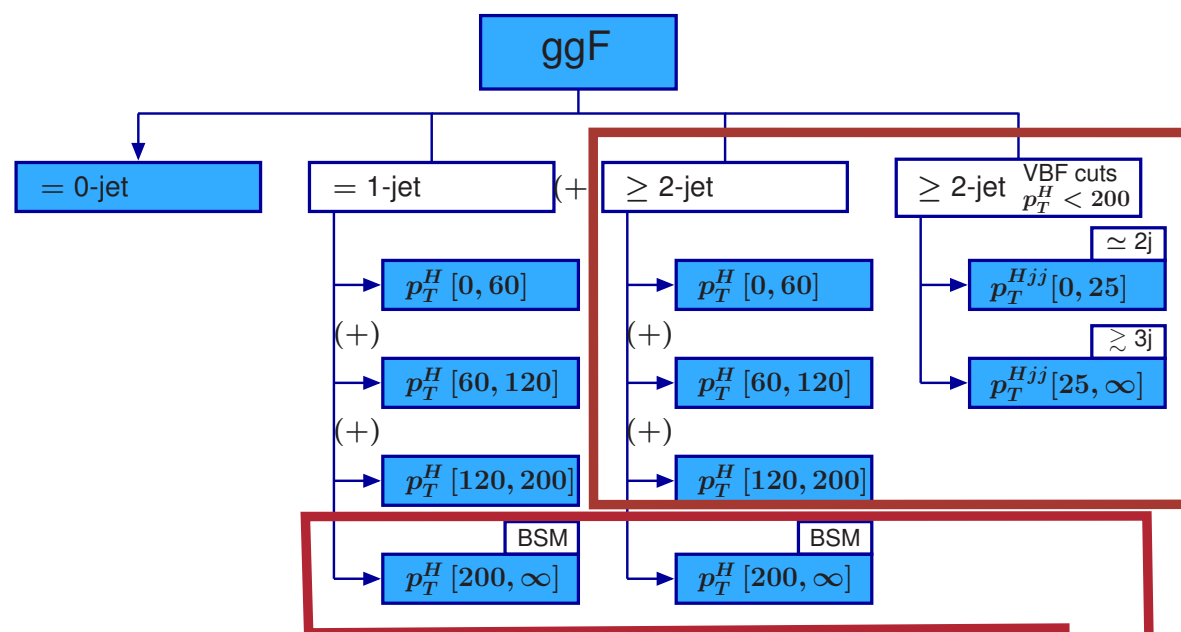 ggF
= 0-jet
= 1-jet
(+
≥ 2-jet
≥ 2-jet VBF cuts
p_T^H < 200
≃ 2j
p_T^H [0, 60]
p_T^H [0, 60]
p_T^{Hjj} [0, 25]
(+)
(+)
≳ 3j
p_T^H [60, 120]
p_T^H [60, 120]
p_T^{Hjj} [25, ∞]
(+)
(+)
p_T^H [120, 200]
p_T^H [120, 200]
BSM
BSM
p_T^H [200, ∞]
p_T^H [200, ∞]